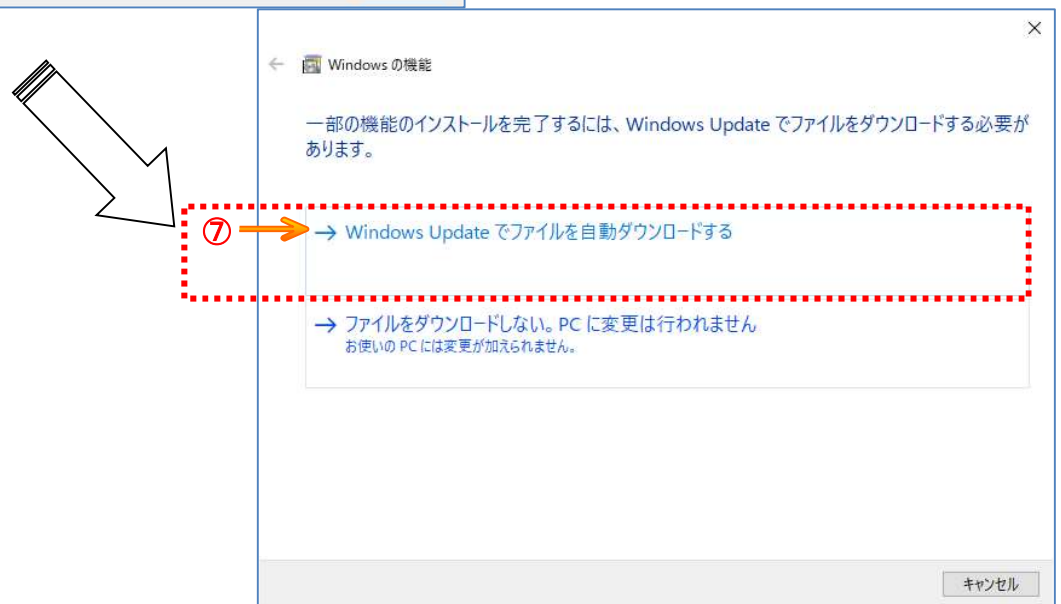 Windows の機能
一部の機能のインストールを完了するには、Windows Update でファイルをダウンロードする必要が
あります。
⑦ → Windows Update でファイルを自動ダウンロードする
→ ファイルをダウンロードしない。PC に変更は行われません
お使いの PC には変更が加えられません。
キャンセル